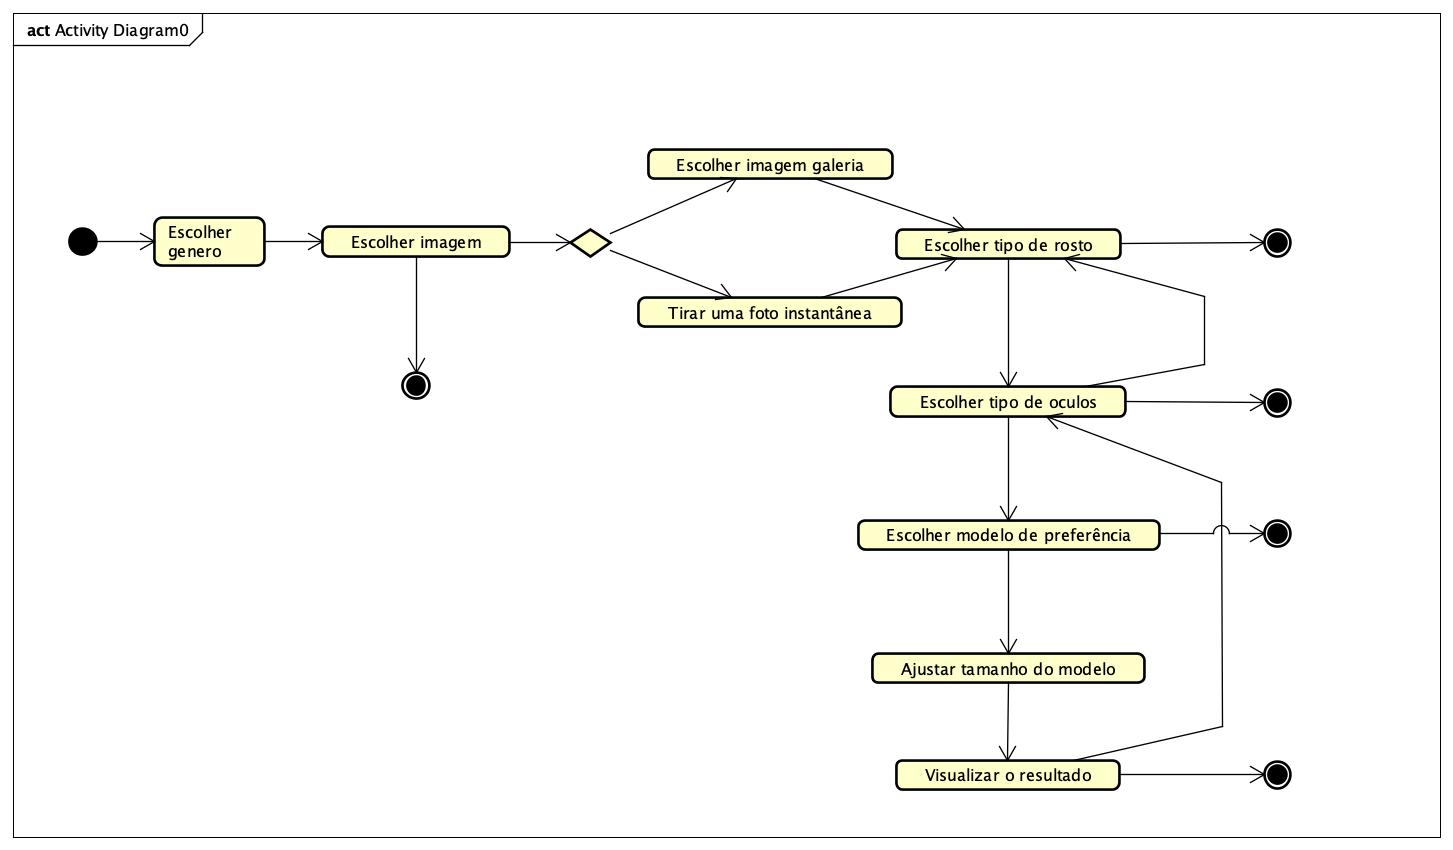 act Activity Diagram0
Escolher imagem galeria
Escolher
genero
Escolher imagem
Escolher tipo de rosto
Tirar uma foto instantânea
Escolher tipo de oculos
Escolher modelo de preferência
Ajustar tamanho do modelo
Visualizar o resultado